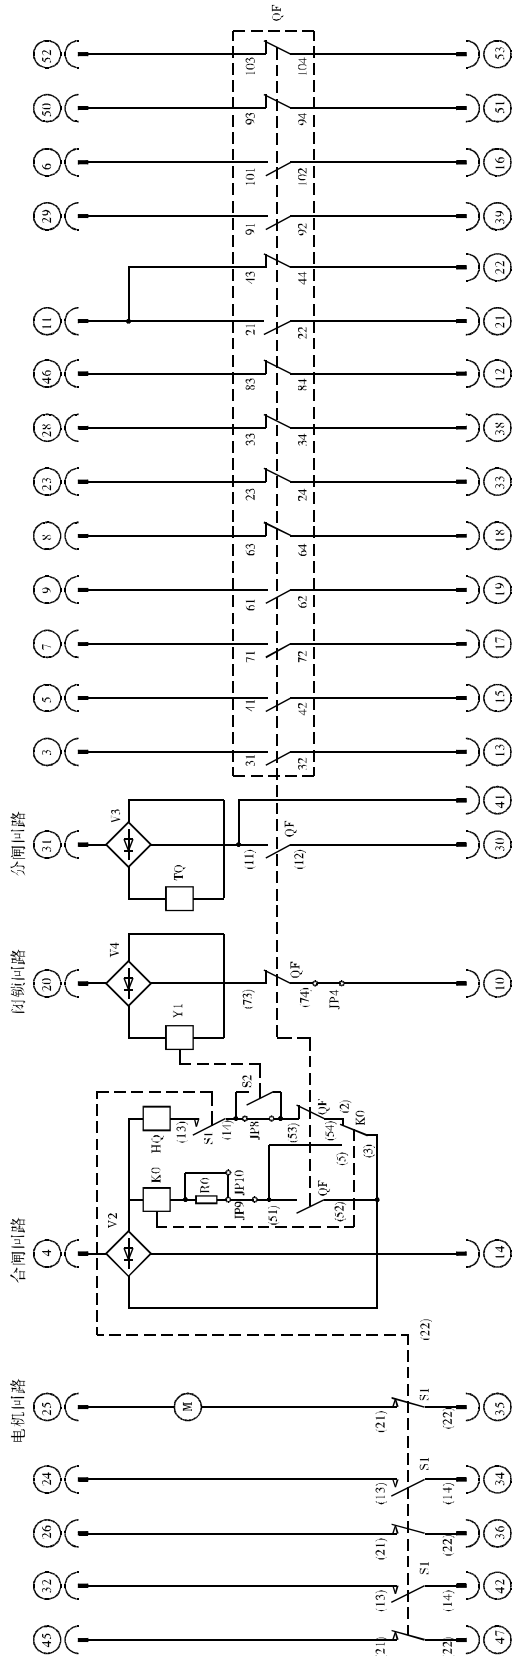 QF
52 103 104 53
50 93 94 51
6 101 102 16
29 91 92 39
43 44 22
11 21 22 21
46 83 84 12
28 33 34 38
23 23 24 33
8 63 64 18
9 61 62 19
7 71 72 17
5 41 42 15
3 31 32 13
41
分闸回路 31 V3 (11) QF (12) 30
TQ
闭锁回路 20 V4 (73) QF (74) JP4 10
Y1
S2
HQ (13) S1 (14) JP8 (53) QF (54) (2) K0
(5) (3)
K0 R0 JP10
JP9 (51) QF (52)
合闸回路 4 V2 14
(22)
电机回路 25 M (21) S1 (22) 35
24 (13) S1 (14) 34
26 (21) (22) 36
32 (13) S1 (14) 42
45 21) 22) 47